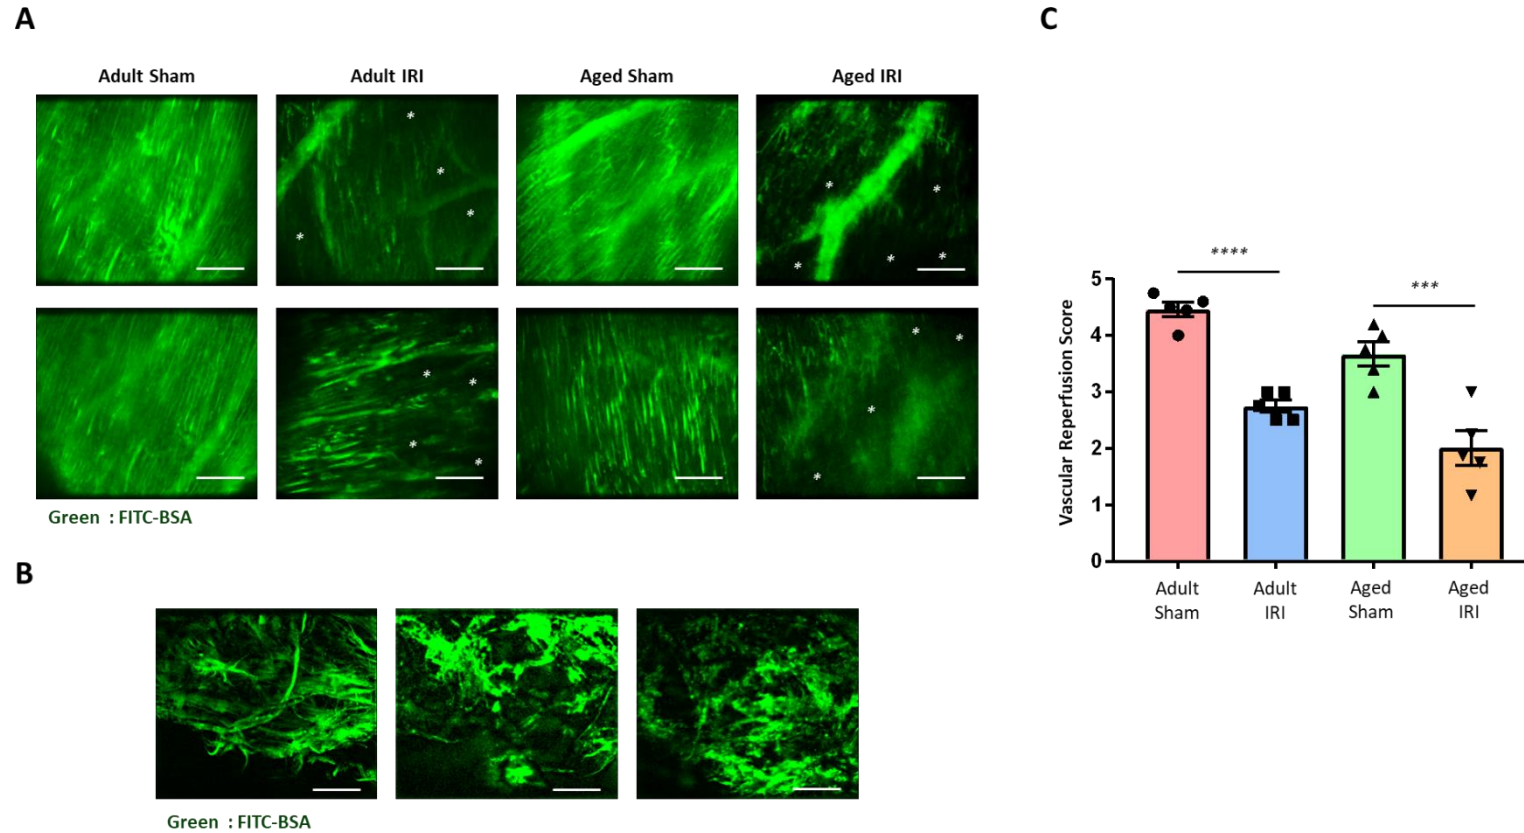 A
Adult Sham
Adult IRI
Aged Sham
Aged IRI
* * * *
* * * * * *
* * * * *
* * * *
Green : FITC-BSA
B
Green : FITC-BSA
C
****
***
Vascular Reperfusion Score
5
4
3
2
1
0
Adult
Sham
Adult
IRI
Aged
Sham
Aged
IRI